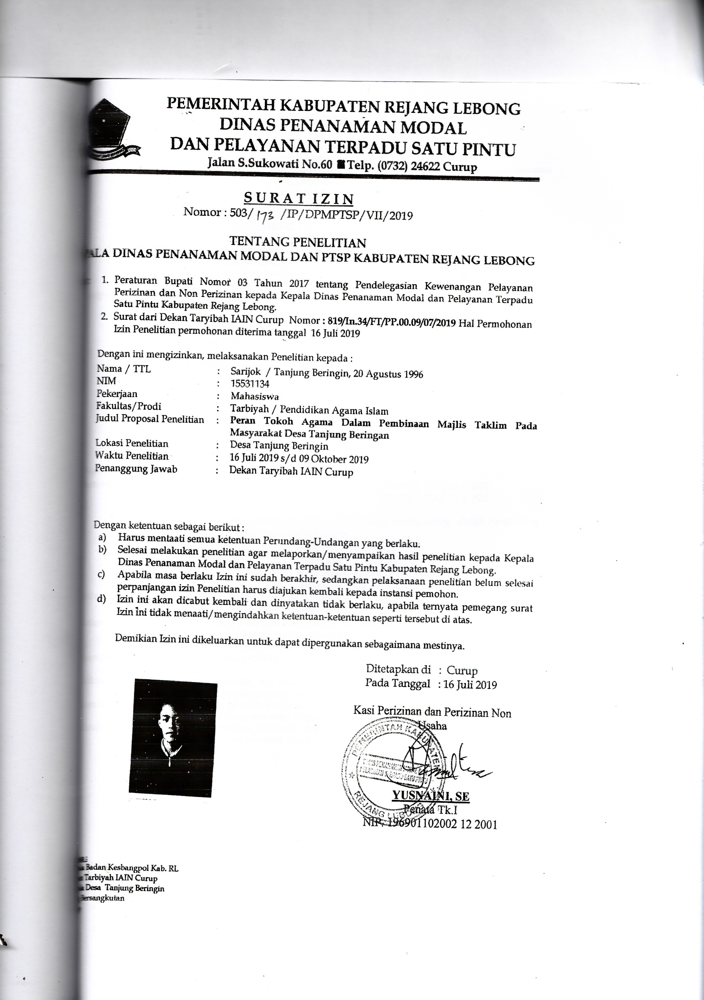 PEMERINTAH KABUPATEN REJANG LEBONG
DINAS PENANAMAN MODAL
DAN PELAYANAN TERPADU SATU PINTU
Jalan S.Sukowati No.60 ■ Telp. (0732) 24622 Curup
SURAT IZIN
Nomor : 503/ 173 /IP/DPMPTSP/VII/2019
TENTANG PENELITIAN
DINAS PENANAMAN MODAL DAN PTSP KABUPATEN REJANG LEBONG
1. Peraturan Bupati Nomor 03 Tahun 2017 tentang Pendelegasian Kewenangan Pelayanan
Perizinan dan Non Perizinan kepada Kepala Dinas Penanaman Modal dan Pelayanan Terpadu
Satu Pintu Kabupaten Rejang Lebong.
2. Surat dari Dekan Taryibah IAIN Curup Nomor : 819/In.34/FT/PP.00.09/07/2019 Hal Permohonan
Izin Penelitian permohonan diterima tanggal 16 Juli 2019
Dengan ini mengizinkan, melaksanakan Penelitian kepada :
Nama / TTL : Sarijok / Tanjung Beringin, 20 Agustus 1996
NIM : 15531134
Pekerjaan : Mahasiswa
Fakultas/Prodi : Tarbiyah / Pendidikan Agama Islam
Judul Proposal Penelitian : Peran Tokoh Agama Dalam Pembinaan Majlis Taklim Pada
Masyarakat Desa Tanjung Beringan
Lokasi Penelitian : Desa Tanjung Beringin
Waktu Penelitian : 16 Juli 2019 s/d 09 Oktober 2019
Penanggung Jawab : Dekan Taryibah IAIN Curup
Dengan ketentuan sebagai berikut :
a) Harus mentaati semua ketentuan Perundang-Undangan yang berlaku.
b) Selesai melakukan penelitian agar melaporkan/menyampaikan hasil penelitian kepada Kepala
Dinas Penanaman Modal dan Pelayanan Terpadu Satu Pintu Kabupaten Rejang Lebong.
c) Apabila masa berlaku Izin ini sudah berakhir, sedangkan pelaksanaan penelitian belum selesai
perpanjangan izin Penelitian harus diajukan kembali kepada instansi pemohon.
d) Izin ini akan dicabut kembali dan dinyatakan tidak berlaku, apabila ternyata pemegang surat
Izin ini tidak menaati/mengindahkan ketentuan-ketentuan seperti tersebut di atas.
Demikian Izin ini dikeluarkan untuk dapat dipergunakan sebagaimana mestinya.
Ditetapkan di : Curup
Pada Tanggal : 16 Juli 2019
Kasi Perizinan dan Perizinan Non
Usaha
PEMERINTAH KABUPATEN
REJANG LEBONG
YUSNAINI, SE
Penata Tk.I
NIP. 196901102002 12 2001
Badan Kesbangpol Kab. RL
Tarbiyah IAIN Curup
Desa Tanjung Beringin
Bersangkutan